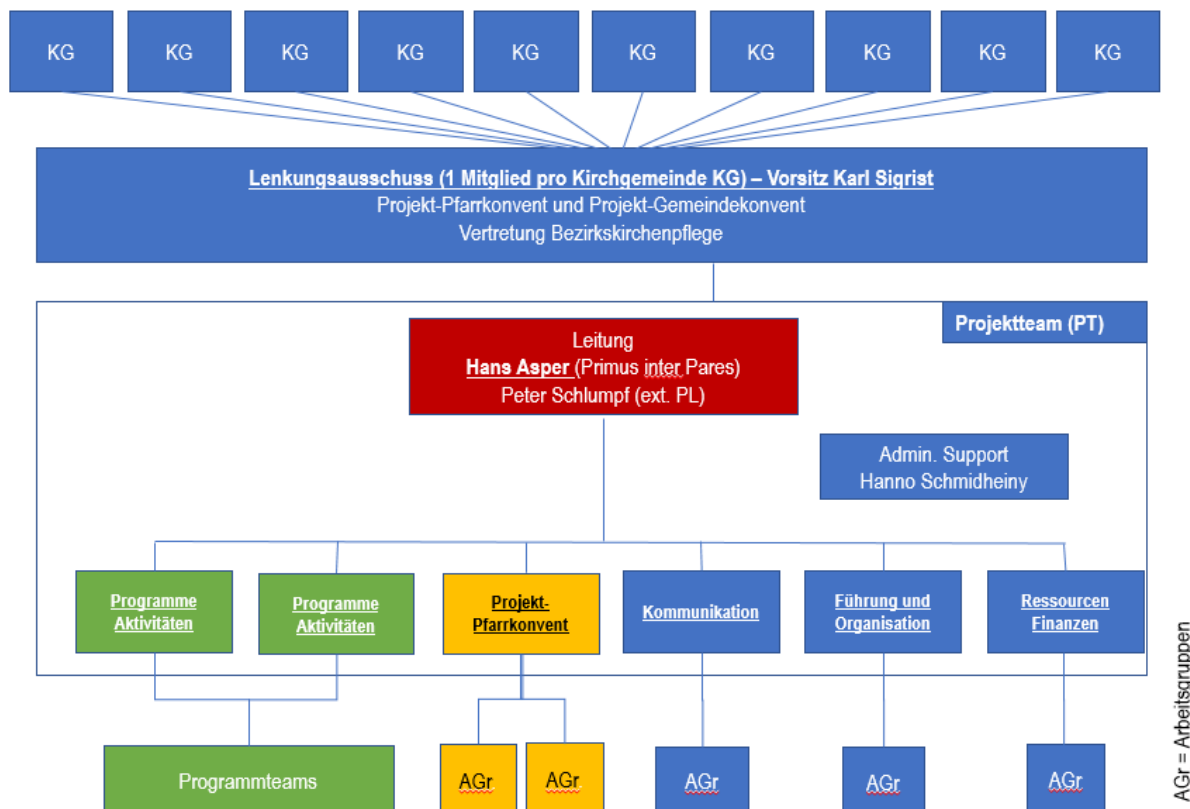 KG
KG
KG
KG
KG
KG
KG
KG
KG
KG
Lenkungsausschuss (1 Mitglied pro Kirchgemeinde KG) – Vorsitz Karl Sigrist
Projekt-Pfarrkonvent und Projekt-Gemeindekonvent
Vertretung Bezirkskirchenpflege
Projektteam (PT)
Leitung
Hans Asper (Primus inter Pares)
Peter Schlumpf (ext. PL)
Admin. Support
Hanno Schmidheiny
Programme
Aktivitäten
Programme
Aktivitäten
Projekt-
Pfarrkonvent
Kommunikation
Führung und
Organisation
Ressourcen
Finanzen
Programmteams
AGr
AGr
AGr
AGr
AGr
AGr = Arbeitsgruppen